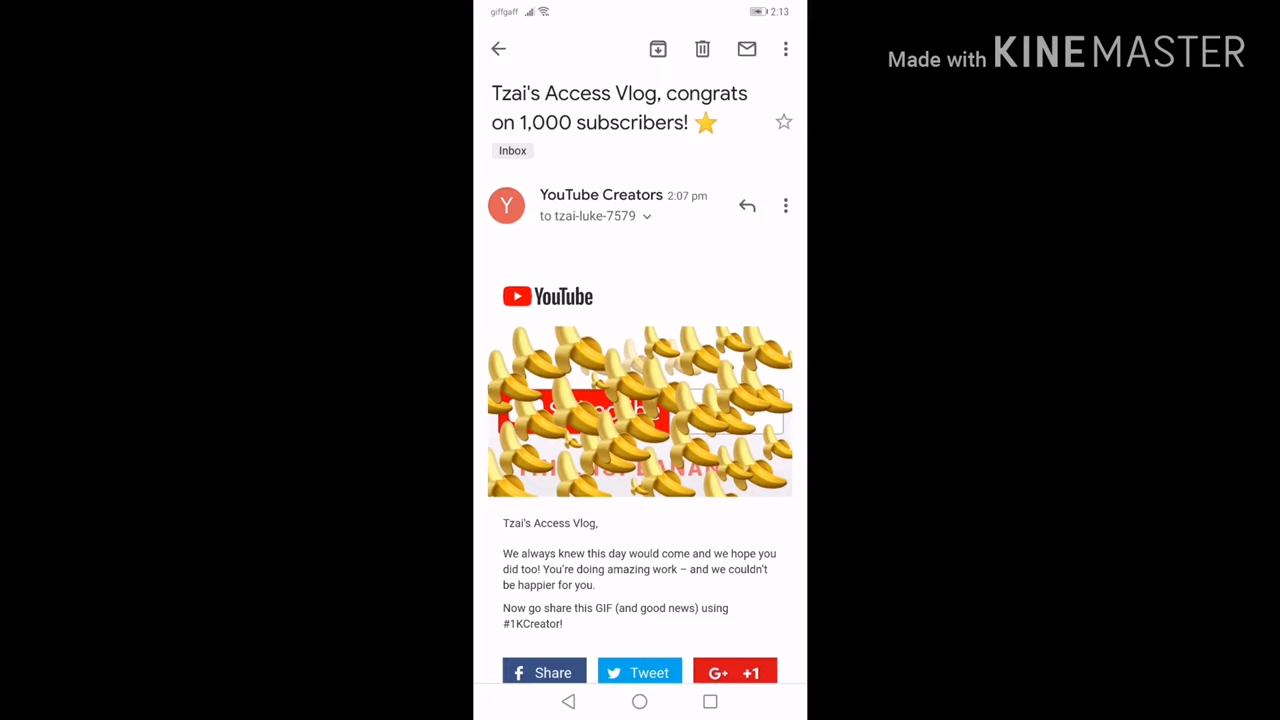 giffgaff 2:13
Made with KINEMASTER
Tzai's Access Vlog, congrats
on 1,000 subscribers!
Inbox
YouTube Creators 2:07 pm
to tzai-luke-7579
Y
YouTube
Tzai's Access Vlog,
We always knew this day would come and we hope you
did too! You're doing amazing work – and we couldn't
be happier for you.
Now go share this GIF (and good news) using
#1KCreator!
f Share Tweet G+ +1